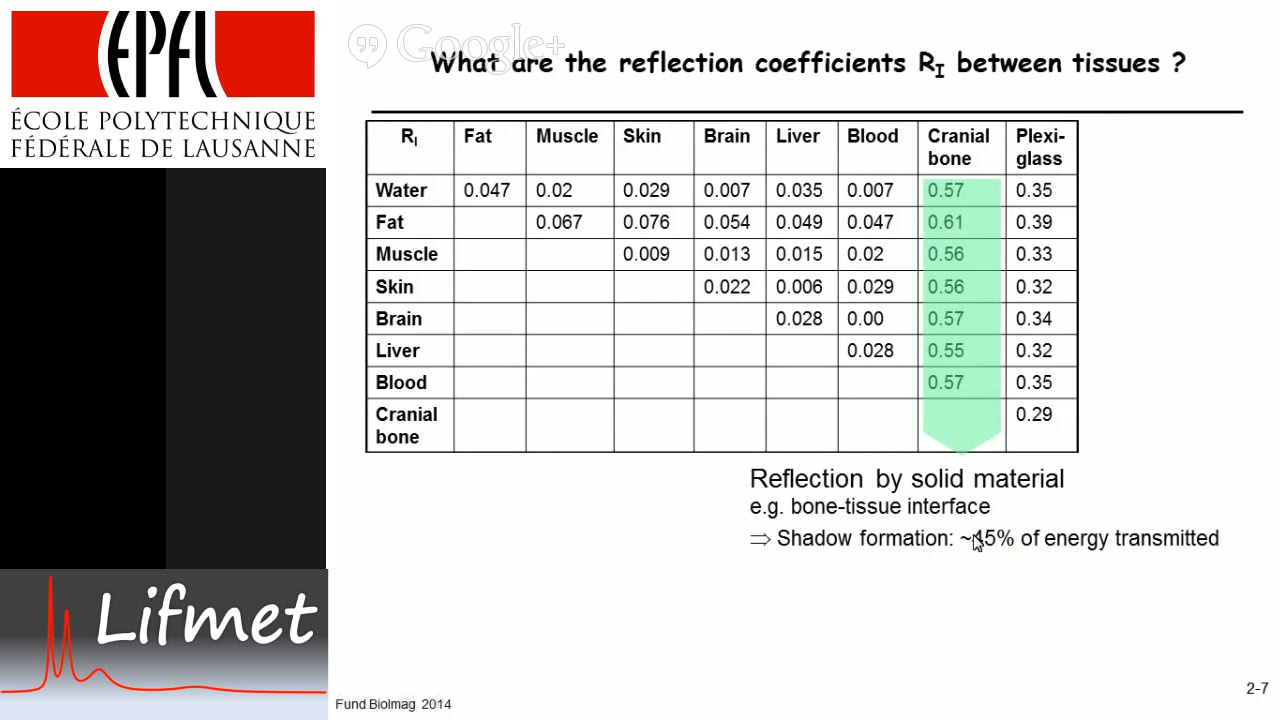 EPFL
ÉCOLE POLYTECHNIQUE
FÉDÉRALE DE LAUSANNE
Google+
What are the reflection coefficients RI between tissues ?
RI Fat Muscle Skin Brain Liver Blood Cranial bone Plexi-glass
Water 0.047 0.02 0.029 0.007 0.035 0.007 0.57 0.35
Fat 0.067 0.076 0.054 0.049 0.047 0.61 0.39
Muscle 0.009 0.013 0.015 0.02 0.56 0.33
Skin 0.022 0.006 0.029 0.56 0.32
Brain 0.028 0.00 0.57 0.34
Liver 0.028 0.55 0.32
Blood 0.57 0.35
Cranial bone 0.29
Reflection by solid material
e.g. bone-tissue interface
⇒ Shadow formation: ~45% of energy transmitted
Lifmet
Fund BioImag 2014
2-7